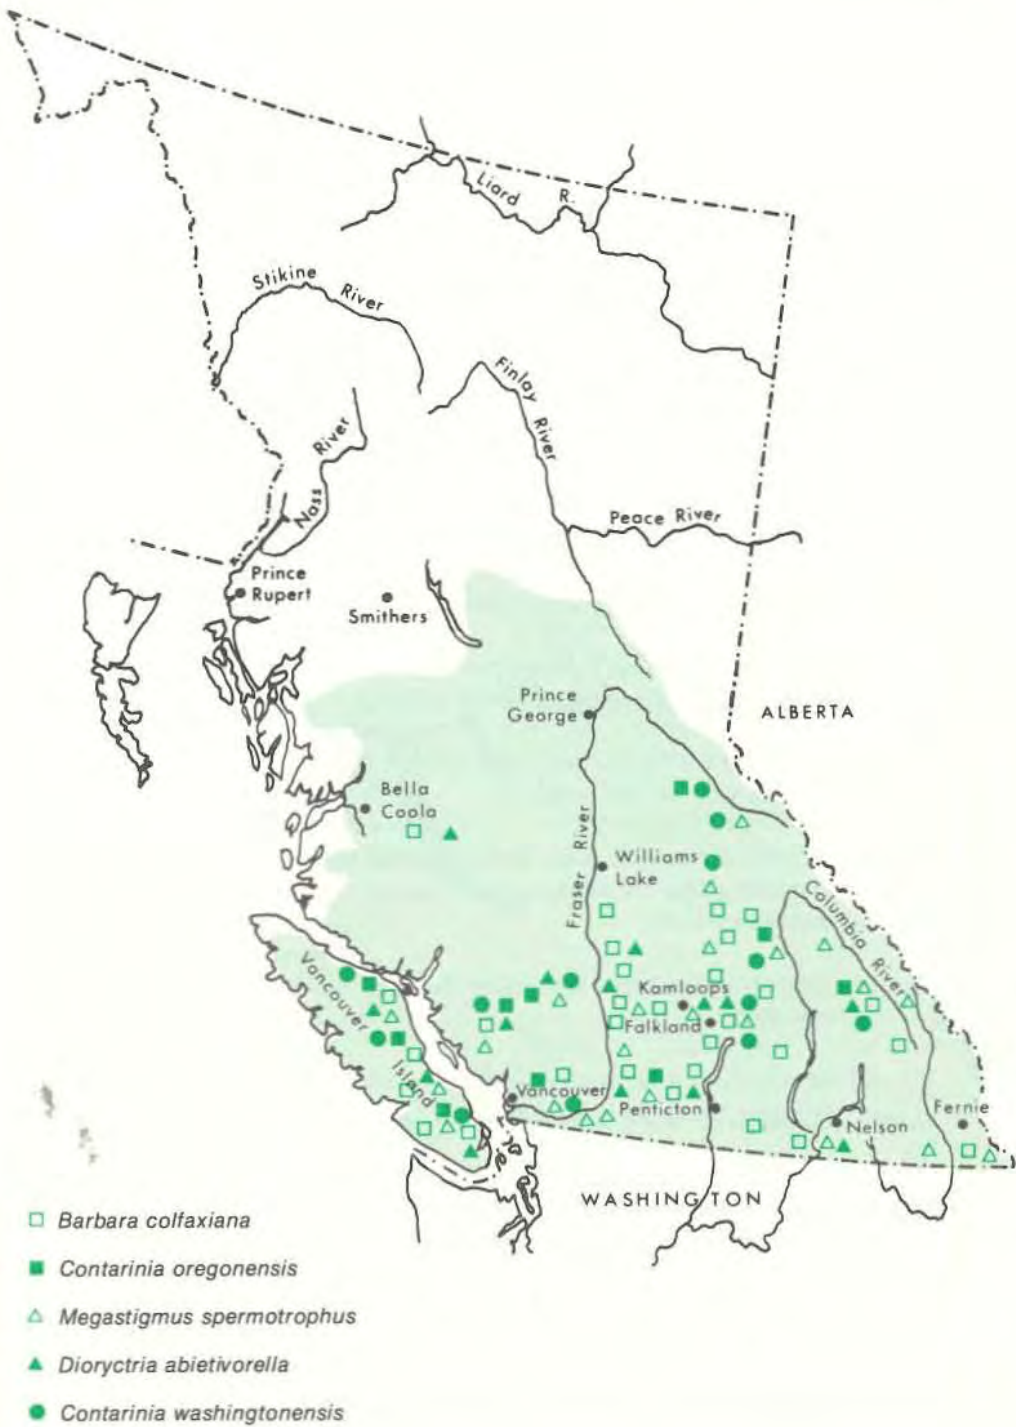 Liard R.
Stikine River
Finlay River
Nass River
Peace River
Prince
Rupert
Smithers
Prince
George
ALBERTA
Bella
Coola
Fraser River
Williams
Lake
Columbia River
Vancouver Island
Kamloops
Falkland
Vancouver
Penticton
Nelson
Fernie
WASHINGTON
Barbara colfaxiana
Contarinia oregonensis
Megastigmus spermotrophus
Dioryctria abietivorella
Contarinia washingtonensis